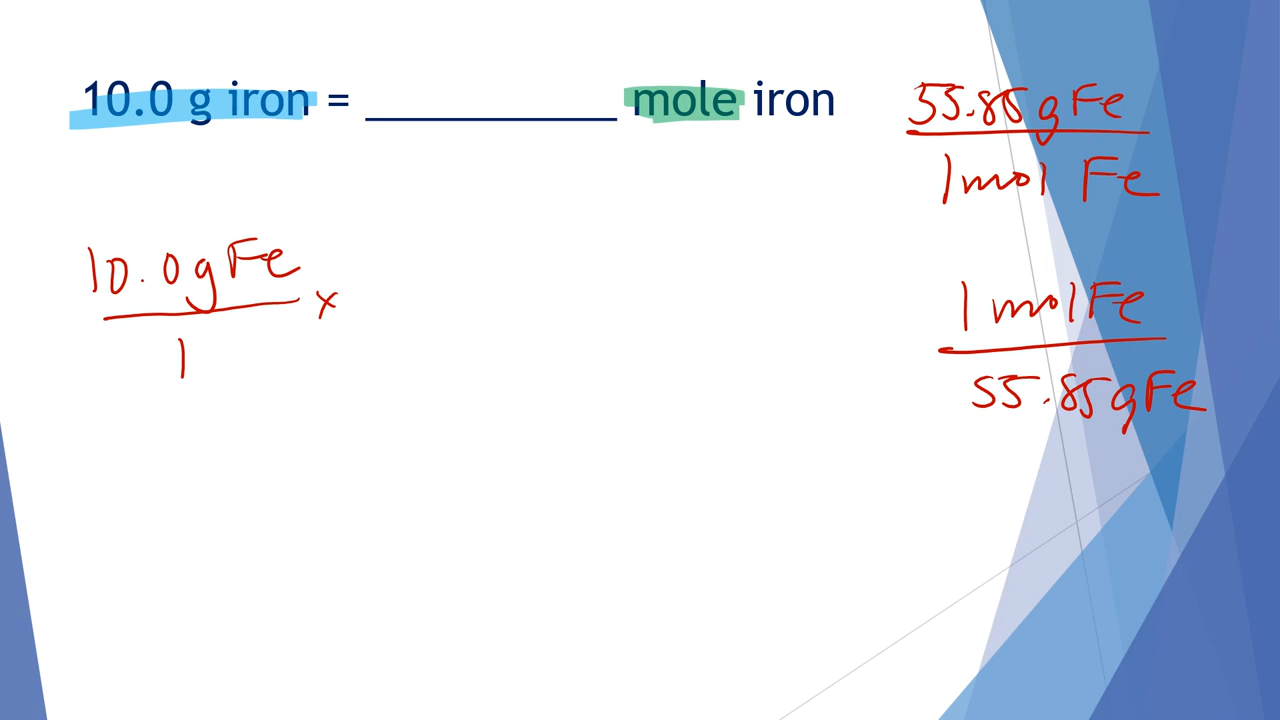 10.0 g iron = ____________ mole iron
55.85 g Fe
1 mol Fe
10.0 g Fe
1
×
1 mol Fe
55.85 g Fe